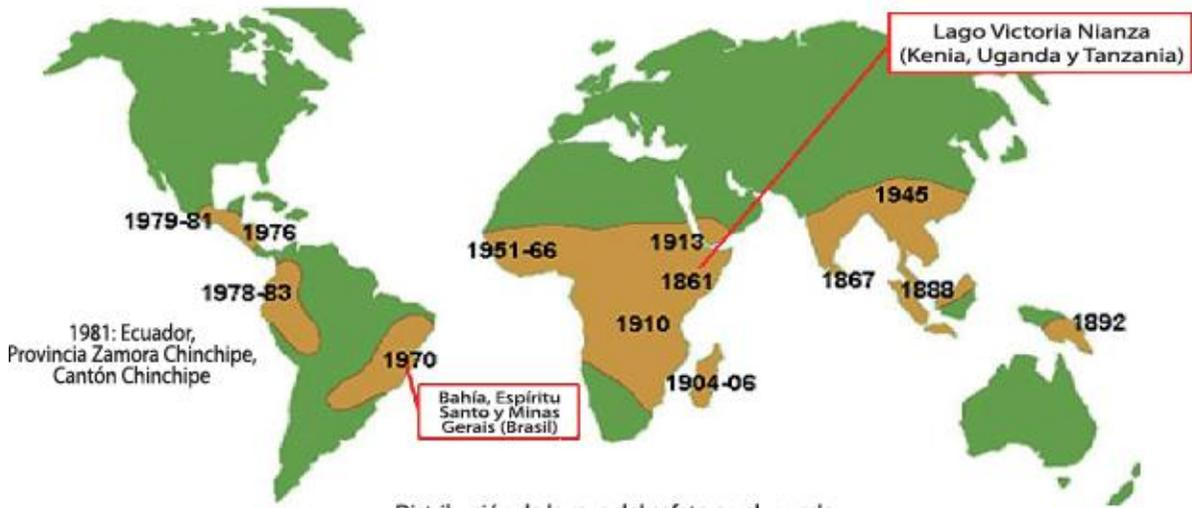 Lago Victoria Nianza
(Kenia, Uganda y Tanzania)
1945
1979-81
1976
1951-66
1913
1861
1867
1888
1978-83
1910
1892
1981: Ecuador,
Provincia Zamora Chinchipe,
Cantón Chinchipe
1970
1904-06
Bahía, Espíritu
Santo y Minas
Gerais (Brasil)